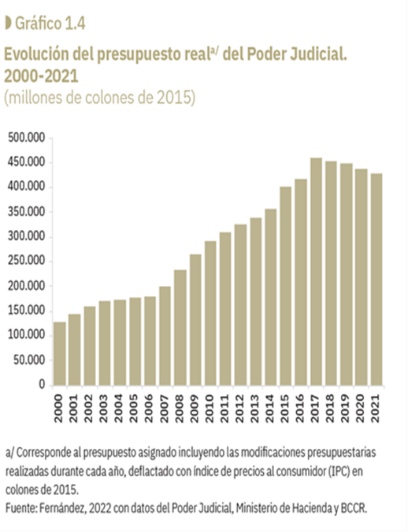 Gráfico 1.4
Evolución del presupuesto realᵃ/ del Poder Judicial.
2000-2021
(millones de colones de 2015)
500.000
450.000
400.000
350.000
300.000
250.000
200.000
150.000
100.000
50.000
0
2000 2001 2002 2003 2004 2005 2006 2007 2008 2009 2010 2011 2012 2013 2014 2015 2016 2017 2018 2019 2020 2021
a/ Corresponde al presupuesto asignado incluyendo las modificaciones presupuestarias
realizadas durante cada año, deflactado con índice de precios al consumidor (IPC) en
colones de 2015.
Fuente: Fernández, 2022 con datos del Poder Judicial, Ministerio de Hacienda y BCCR.